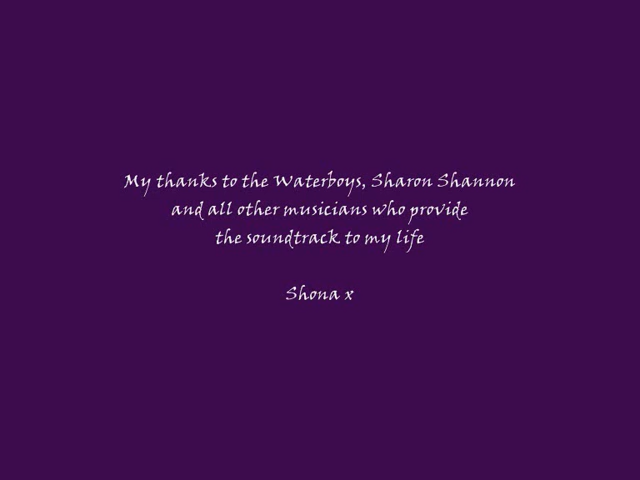 My thanks to the Waterboys, Sharon Shannon
and all other musicians who provide
the soundtrack to my life
Shona x